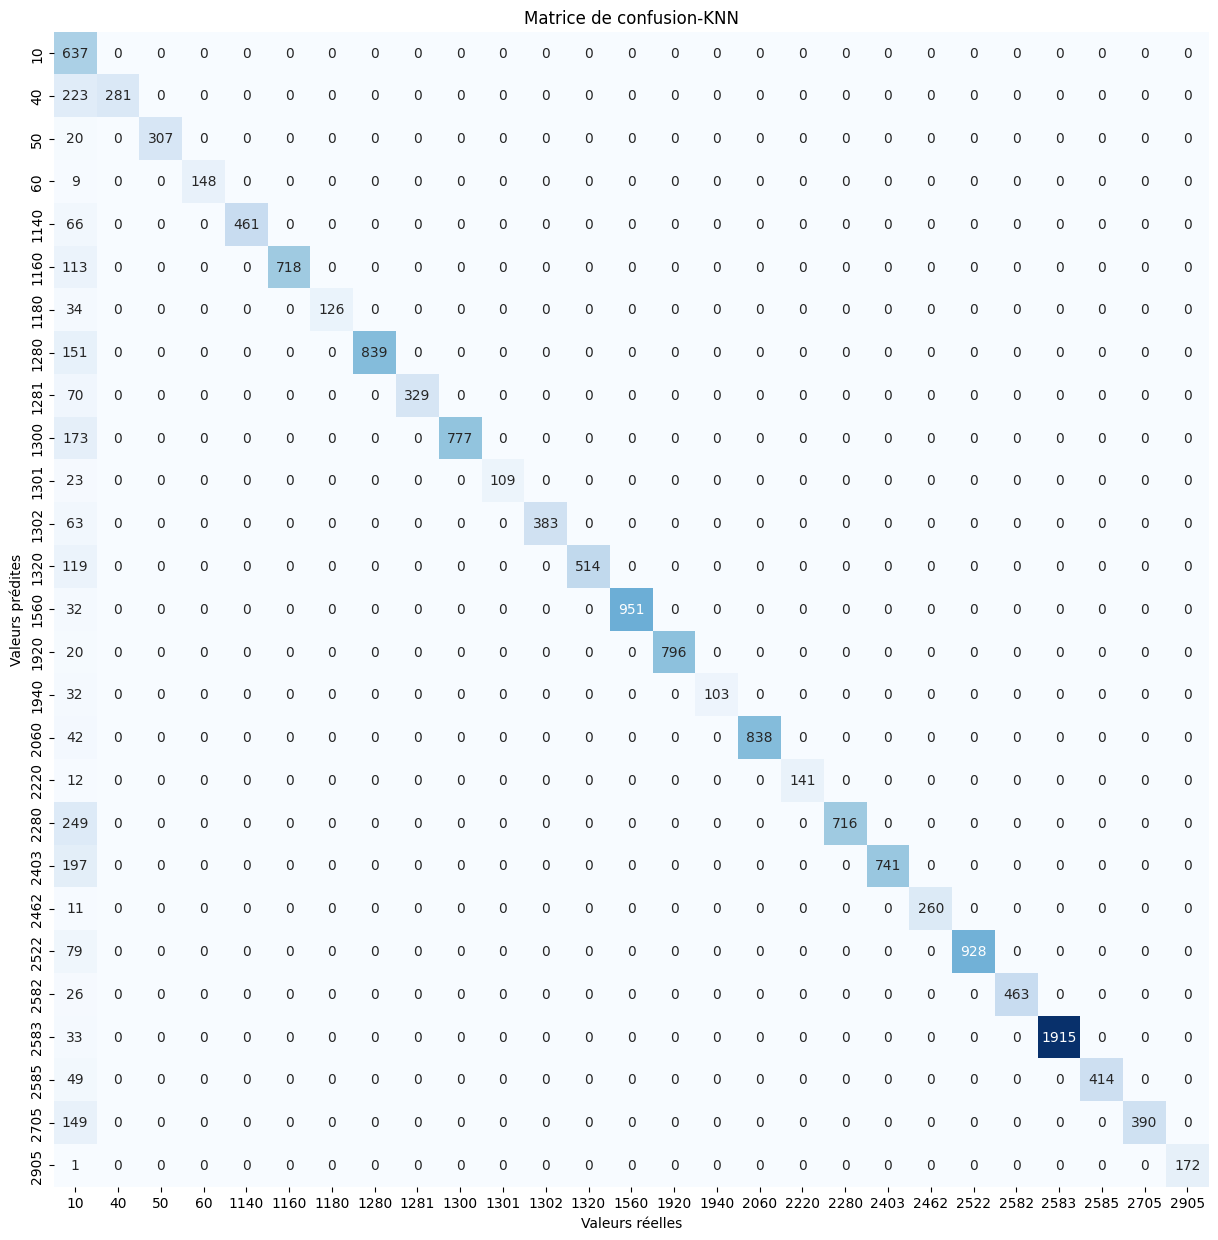 Matrice de confusion-KNN
Valeurs prédites
10 637 0 0 0 0 0 0 0 0 0 0 0 0 0 0 0 0 0 0 0 0 0 0 0 0 0 0
40 223 281 0 0 0 0 0 0 0 0 0 0 0 0 0 0 0 0 0 0 0 0 0 0 0 0 0
50 20 0 307 0 0 0 0 0 0 0 0 0 0 0 0 0 0 0 0 0 0 0 0 0 0 0 0
60 9 0 0 148 0 0 0 0 0 0 0 0 0 0 0 0 0 0 0 0 0 0 0 0 0 0 0
1140 66 0 0 0 461 0 0 0 0 0 0 0 0 0 0 0 0 0 0 0 0 0 0 0 0 0 0
1160 113 0 0 0 0 718 0 0 0 0 0 0 0 0 0 0 0 0 0 0 0 0 0 0 0 0 0
1180 34 0 0 0 0 0 126 0 0 0 0 0 0 0 0 0 0 0 0 0 0 0 0 0 0 0 0
1280 151 0 0 0 0 0 0 839 0 0 0 0 0 0 0 0 0 0 0 0 0 0 0 0 0 0 0
1281 70 0 0 0 0 0 0 0 329 0 0 0 0 0 0 0 0 0 0 0 0 0 0 0 0 0 0
1300 173 0 0 0 0 0 0 0 0 777 0 0 0 0 0 0 0 0 0 0 0 0 0 0 0 0 0
1301 23 0 0 0 0 0 0 0 0 0 109 0 0 0 0 0 0 0 0 0 0 0 0 0 0 0 0
1302 63 0 0 0 0 0 0 0 0 0 0 383 0 0 0 0 0 0 0 0 0 0 0 0 0 0 0
1320 119 0 0 0 0 0 0 0 0 0 0 0 514 0 0 0 0 0 0 0 0 0 0 0 0 0 0
1560 32 0 0 0 0 0 0 0 0 0 0 0 0 951 0 0 0 0 0 0 0 0 0 0 0 0 0
1920 20 0 0 0 0 0 0 0 0 0 0 0 0 0 796 0 0 0 0 0 0 0 0 0 0 0 0
1940 32 0 0 0 0 0 0 0 0 0 0 0 0 0 0 103 0 0 0 0 0 0 0 0 0 0 0
2060 42 0 0 0 0 0 0 0 0 0 0 0 0 0 0 0 838 0 0 0 0 0 0 0 0 0 0
2220 12 0 0 0 0 0 0 0 0 0 0 0 0 0 0 0 0 141 0 0 0 0 0 0 0 0 0
2280 249 0 0 0 0 0 0 0 0 0 0 0 0 0 0 0 0 0 716 0 0 0 0 0 0 0 0
2403 197 0 0 0 0 0 0 0 0 0 0 0 0 0 0 0 0 0 0 741 0 0 0 0 0 0 0
2462 11 0 0 0 0 0 0 0 0 0 0 0 0 0 0 0 0 0 0 0 260 0 0 0 0 0 0
2522 79 0 0 0 0 0 0 0 0 0 0 0 0 0 0 0 0 0 0 0 0 928 0 0 0 0 0
2582 26 0 0 0 0 0 0 0 0 0 0 0 0 0 0 0 0 0 0 0 0 0 463 0 0 0 0
2583 33 0 0 0 0 0 0 0 0 0 0 0 0 0 0 0 0 0 0 0 0 0 0 1915 0 0 0
2585 49 0 0 0 0 0 0 0 0 0 0 0 0 0 0 0 0 0 0 0 0 0 0 0 414 0 0
2705 149 0 0 0 0 0 0 0 0 0 0 0 0 0 0 0 0 0 0 0 0 0 0 0 0 390 0
2905 1 0 0 0 0 0 0 0 0 0 0 0 0 0 0 0 0 0 0 0 0 0 0 0 0 0 172
10 40 50 60 1140 1160 1180 1280 1281 1300 1301 1302 1320 1560 1920 1940 2060 2220 2280 2403 2462 2522 2582 2583 2585 2705 2905
Valeurs réelles